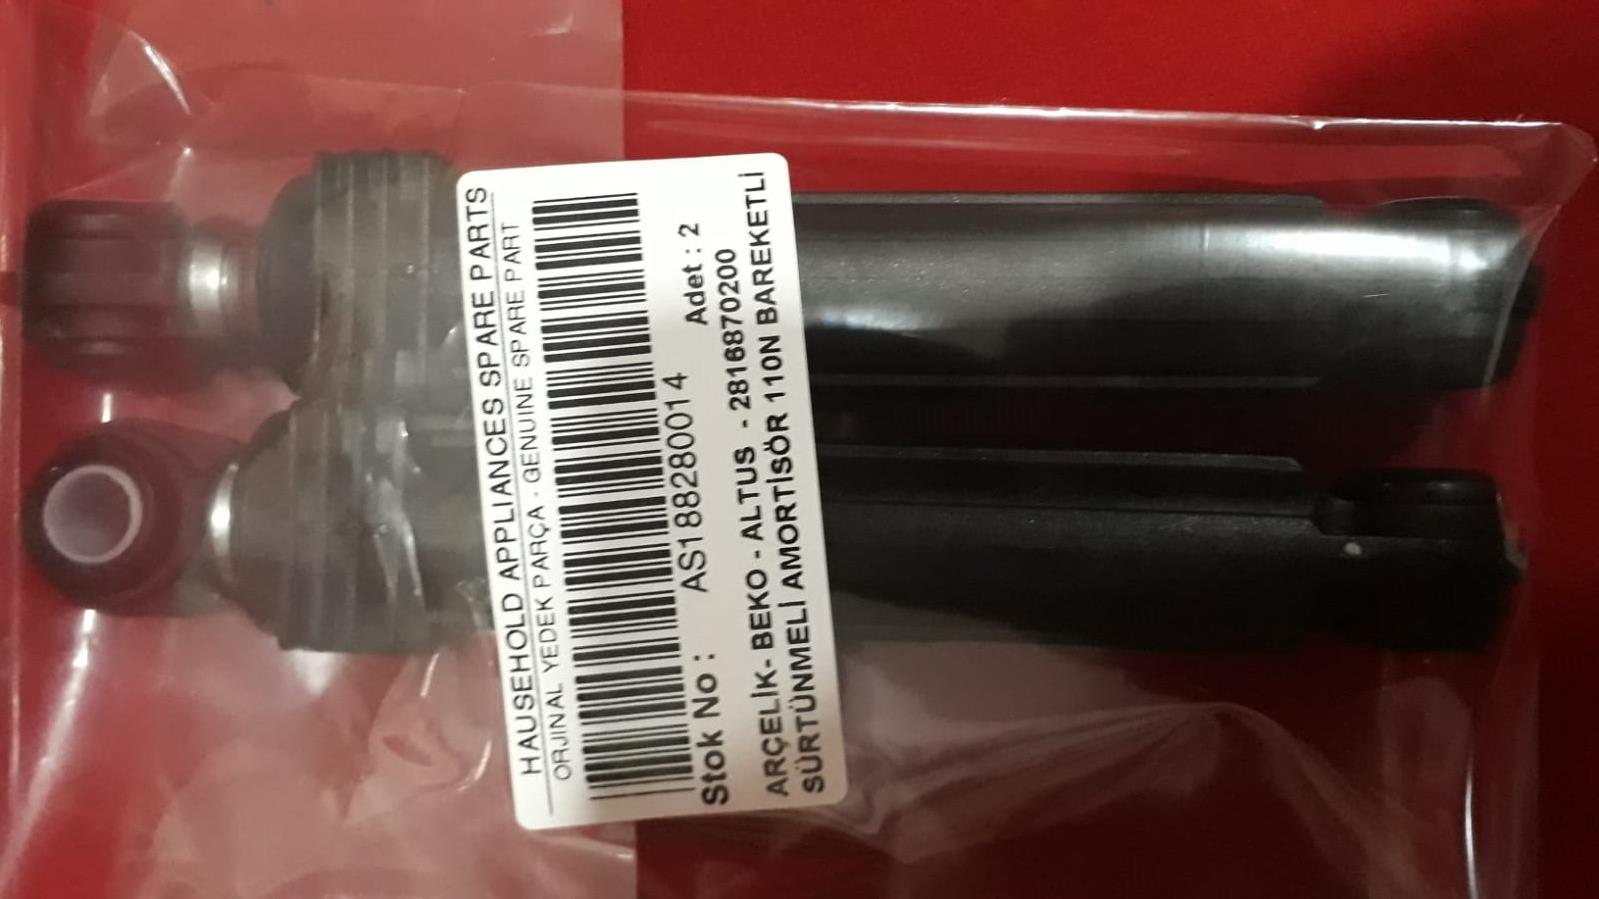 HAUSEHOLD APPLIANCES SPARE PARTS
ORJINAL YEDEK PARÇA - GENUINE SPARE PART
Stok No : AS188280014 Adet : 2
ARÇELİK- BEKO - ALTUS - 2816870200
SÜRTÜNMELİ AMORTİSÖR 110N BAREKETLİ